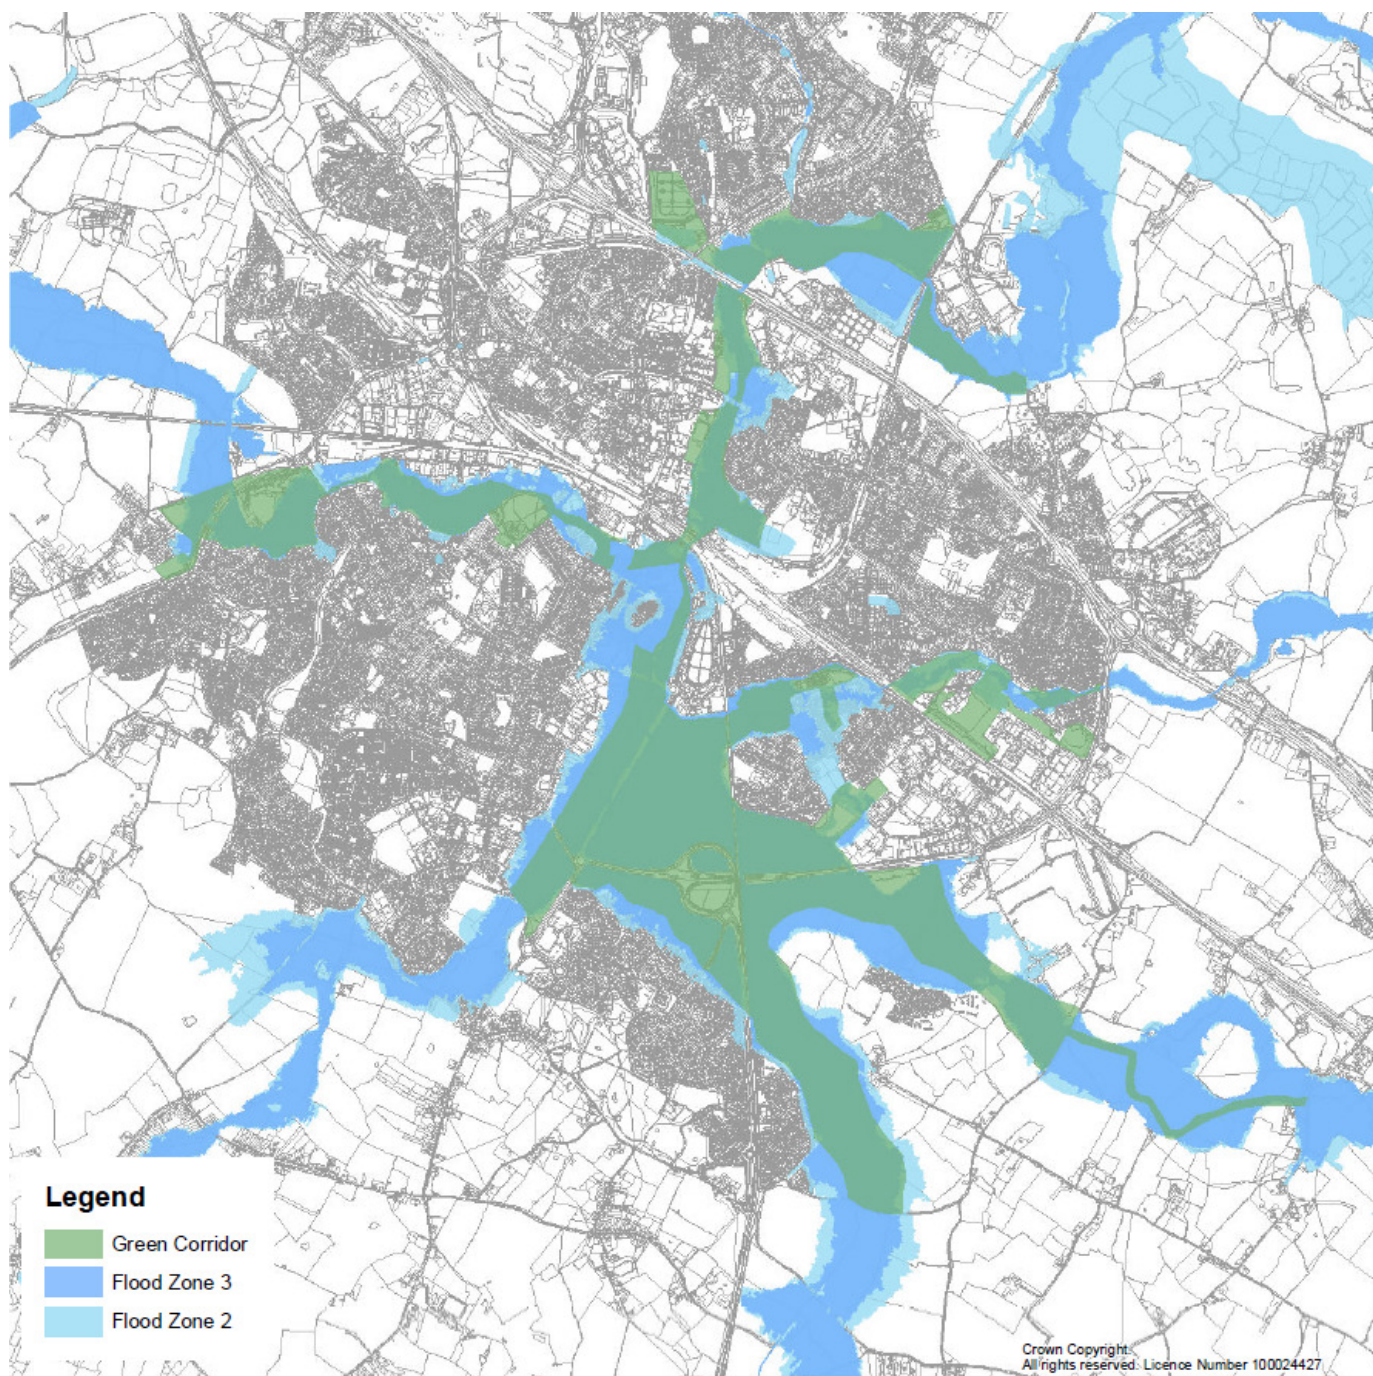 Legend
Green Corridor
Flood Zone 3
Flood Zone 2
Crown Copyright.
All rights reserved. Licence Number 100024427